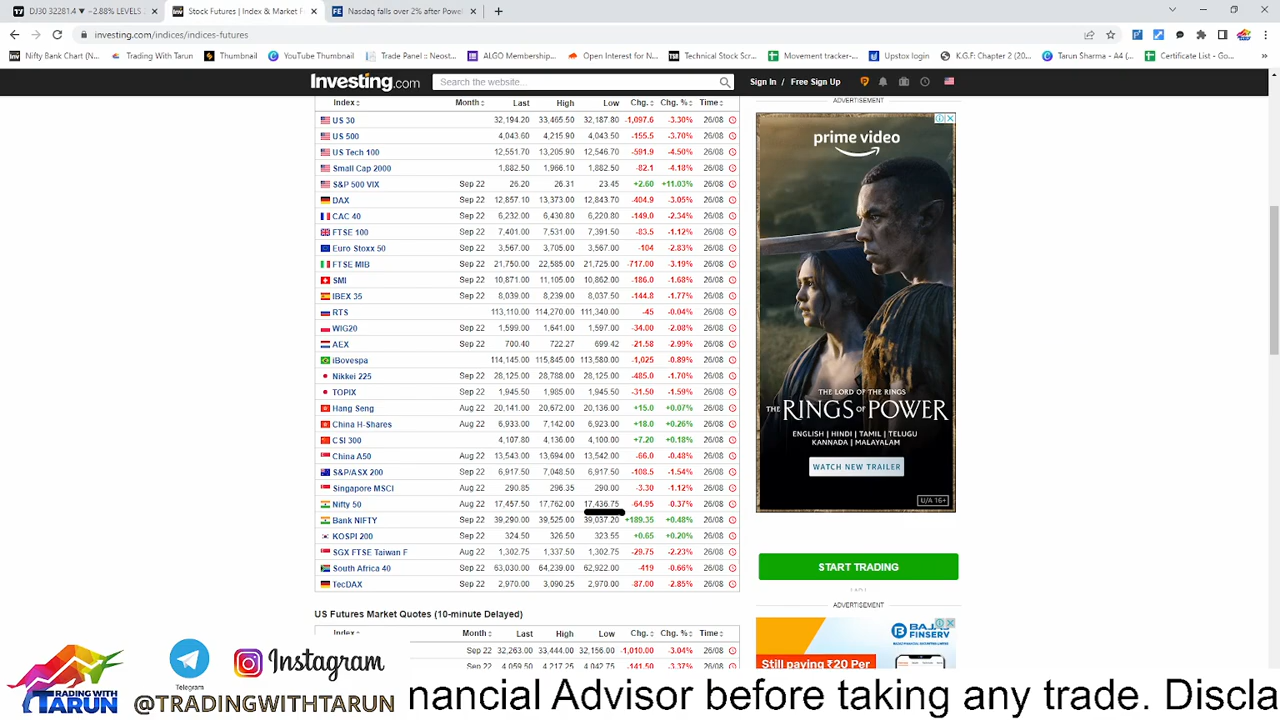 DJ30 32281.4 ▼ −2.88% LEVELS
Stock Futures | Index & Market F
Nasdaq falls over 2% after Powel
investing.com/indices/indices-futures
Nifty Bank Chart (N...
Trading With Tarun
Thumbnail
YouTube Thumbnail
Trade Panel :: Neost...
ALGO Membership...
Open Interest for N...
Technical Stock Scr...
Movement tracker-...
Upstox login
K.G.F: Chapter 2 (20...
Tarun Sharma - A4 (...
Certificate List - Go...
Investing.com
Search the website...
Sign In / Free Sign Up
Index Month Last High Low Chg. Chg. % Time
US 30 32,194.20 33,465.50 32,187.80 -1,097.6 -3.30% 26/08
US 500 4,043.60 4,215.90 4,043.50 -155.5 -3.70% 26/08
US Tech 100 12,551.70 13,205.90 12,546.70 -591.9 -4.50% 26/08
Small Cap 2000 1,882.50 1,966.10 1,882.50 -82.1 -4.18% 26/08
S&P 500 VIX Sep 22 26.20 26.31 23.45 +2.60 +11.03% 26/08
DAX Sep 22 12,857.10 13,373.00 12,843.70 -404.9 -3.05% 26/08
CAC 40 Sep 22 6,232.00 6,430.80 6,220.80 -149.0 -2.34% 26/08
FTSE 100 Sep 22 7,401.00 7,531.00 7,391.50 -83.5 -1.12% 26/08
Euro Stoxx 50 Sep 22 3,567.00 3,705.00 3,567.00 -104 -2.83% 26/08
FTSE MIB Sep 22 21,750.00 22,585.00 21,725.00 -717.00 -3.19% 26/08
SMI Sep 22 10,871.00 11,105.00 10,862.00 -186.0 -1.68% 26/08
IBEX 35 Sep 22 8,039.00 8,239.00 8,037.50 -144.8 -1.77% 26/08
RTS Sep 22 113,110.00 114,270.00 111,340.00 -45 -0.04% 26/08
WIG20 Sep 22 1,599.00 1,641.00 1,597.00 -34.00 -2.08% 26/08
AEX Sep 22 700.40 722.27 699.42 -21.58 -2.99% 26/08
iBovespa Sep 22 114,145.00 115,845.00 113,580.00 -1,025 -0.89% 26/08
Nikkei 225 Sep 22 28,125.00 28,788.00 28,125.00 -485.0 -1.70% 26/08
TOPIX Sep 22 1,945.50 1,985.00 1,945.50 -31.50 -1.59% 26/08
Hang Seng Aug 22 20,141.00 20,672.00 20,136.00 +15.0 +0.07% 26/08
China H-Shares Aug 22 6,933.00 7,142.00 6,923.00 +18.0 +0.26% 26/08
CSI 300 4,107.80 4,136.00 4,100.00 +7.20 +0.18% 26/08
China A50 Aug 22 13,543.00 13,694.00 13,542.00 -66.0 -0.48% 26/08
S&P/ASX 200 Sep 22 6,917.50 7,048.50 6,917.50 -108.5 -1.54% 26/08
Singapore MSCI Aug 22 290.85 296.35 290.00 -3.30 -1.12% 26/08
Nifty 50 Aug 22 17,457.50 17,762.00 17,436.75 -64.95 -0.37% 26/08
Bank NIFTY Sep 22 39,290.00 39,525.00 39,037.20 +189.35 +0.48% 26/08
KOSPI 200 Sep 22 324.50 326.50 323.55 +0.65 +0.20% 26/08
SGX FTSE Taiwan F Aug 22 1,302.75 1,337.50 1,302.75 -29.75 -2.23% 26/08
South Africa 40 Sep 22 63,030.00 64,239.00 62,922.00 -419 -0.66% 26/08
TecDAX Sep 22 2,970.00 3,090.25 2,970.00 -87.00 -2.85% 26/08
US Futures Market Quotes (10-minute Delayed)
Index Month Last High Low Chg. Chg. % Time
Sep 22 32,263.00 33,444.00 32,156.00 -1,010.00 -3.04% 26/08
Sep 22 4,059.50 4,217.25 4,042.75 -141.50 -3.37% 26/08
ADVERTISEMENT
prime video
THE LORD OF THE RINGS
THE RINGS OF POWER
ENGLISH | HINDI | TAMIL | TELUGU
KANNADA | MALAYALAM
WATCH NEW TRAILER
U/A 16+
START TRADING
ADVERTISEMENT
BAJAJ
FINSERV
Still paying ₹20 Per
TRADING WITH
TARUN
Telegram
Instagram
@TRADINGWITHTARUN
nancial Advisor before taking any trade. Discla